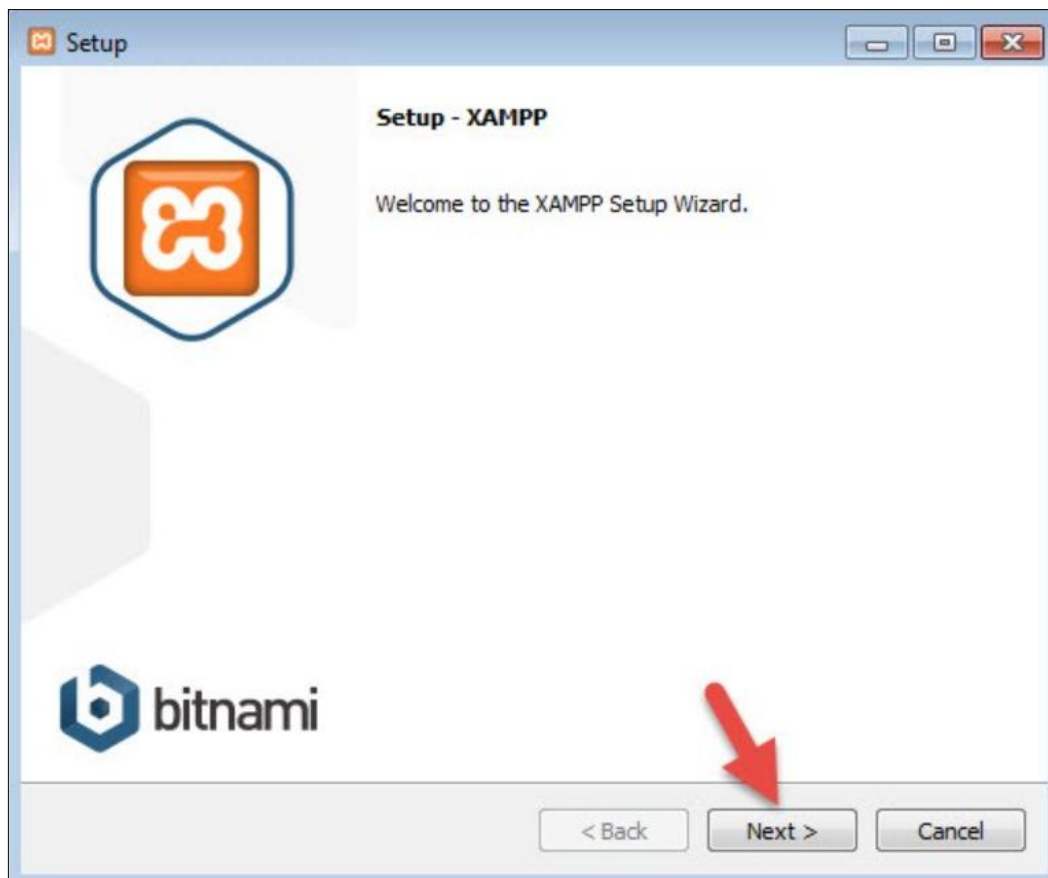 Setup
Setup - XAMPP
Welcome to the XAMPP Setup Wizard.
bitnami
< Back
Next >
Cancel